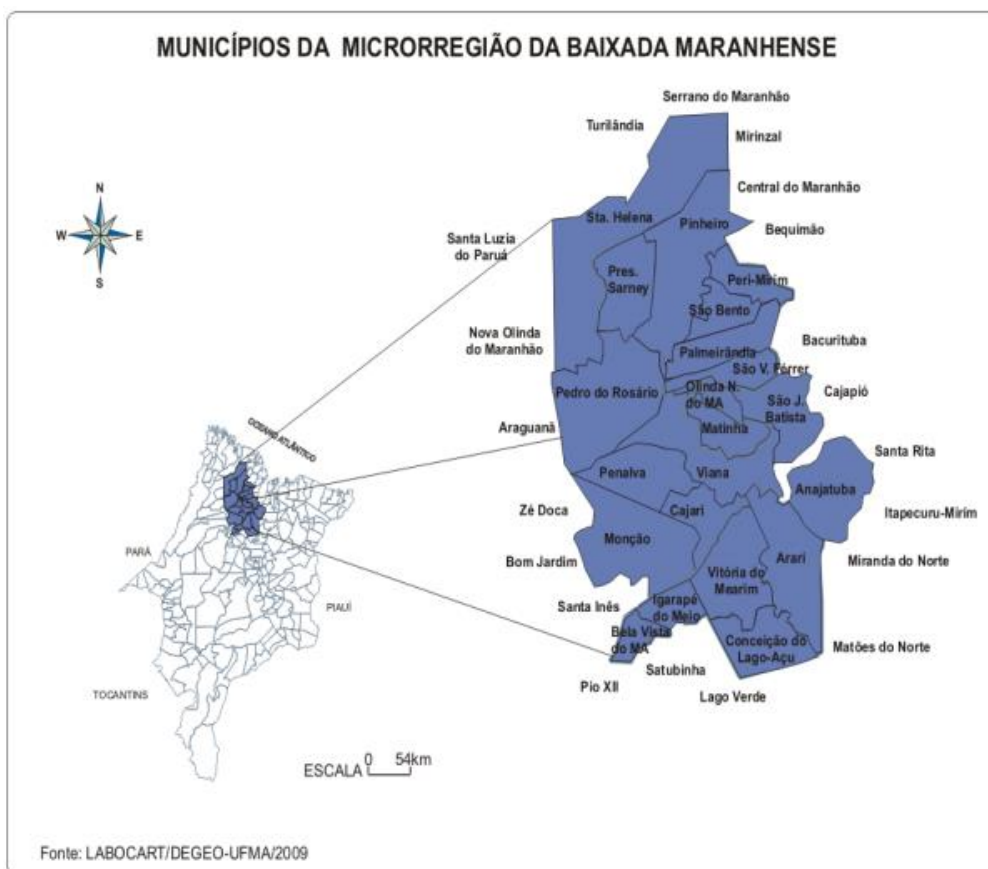 MUNICÍPIOS DA MICRORREGIÃO DA BAIXADA MARANHENSE
Serrano do Maranhão
Turilândia
Mirinzal
N
W
E
S
Central do Maranhão
Sta. Helena
Pinheiro
Bequimão
Santa Luzia
do Paruá
Pres.
Sarney
Peri-Mirim
São Bento
Nova Olinda
do Maranhão
Bacurituba
Palmeirândia
São V. Férrer
Pedro do Rosário
Olinda N.
do MA
São J.
Batista
Cajapió
Araguanã
Matinha
OCEANO ATLÂNTICO
Santa Rita
Penalva
Viana
Anajatuba
Zé Doca
Cajari
Itapecuru-Mirim
Monção
PARÁ
Bom Jardim
Arari
Miranda do Norte
Vitória do
Mearim
PIAUÍ
Santa Inês
Igarapé
do Meio
Bela Vista
do MA
Conceição do
Lago-Açu
Matões do Norte
Satubinha
Pio XII
Lago Verde
TOCANTINS
ESCALA 0 54km
Fonte: LABOCART/DEGEO-UFMA/2009